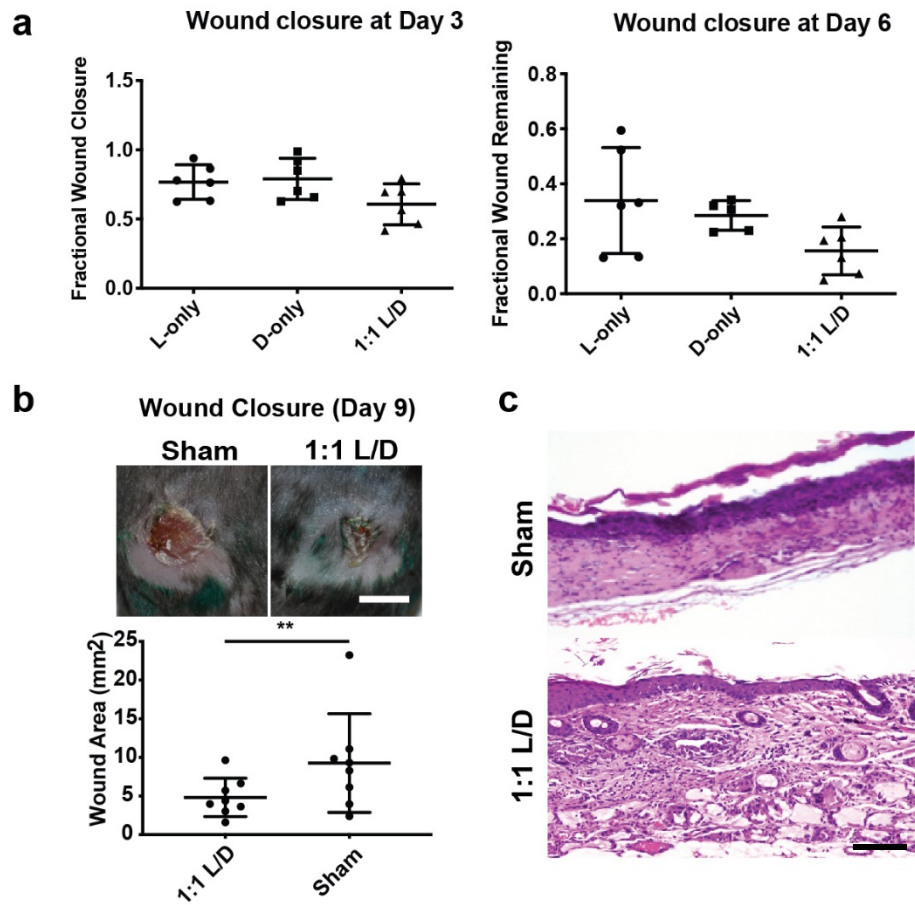 a
Wound closure at Day 3
Fractional Wound Closure
1.5
1.0
0.5
0.0
L-only
D-only
1:1 L/D
Wound closure at Day 6
Fractional Wound Remaining
0.8
0.6
0.4
0.2
0.0
L-only
D-only
1:1 L/D
b
Wound Closure (Day 9)
Sham
1:1 L/D
**
Wound Area (mm2)
25
20
15
10
5
0
1:1 L/D
Sham
c
Sham
1:1 L/D